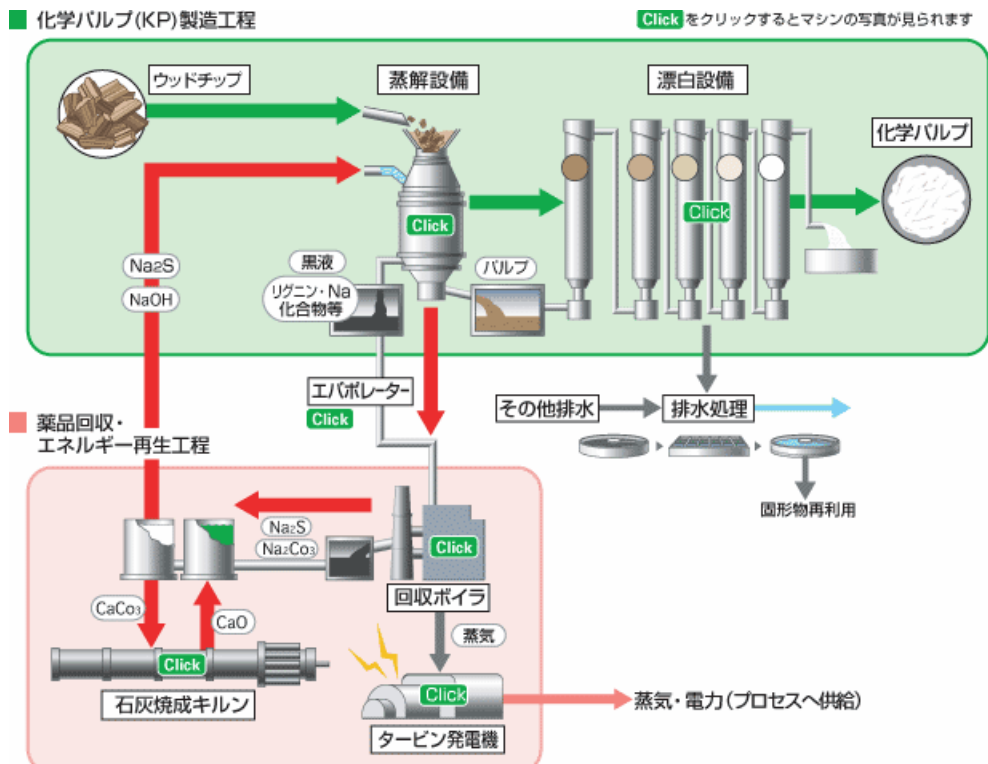 化学パルプ(KP)製造工程
Clickをクリックするとマシンの写真が見られます
ウッドチップ
蒸解設備
漂白設備
化学パルプ
Click
Click
Na2S
NaOH
黒液
リグニン・Na
化合物等
パルプ
エバポレーター
Click
その他排水
排水処理
固形物再利用
薬品回収・
エネルギー再生工程
Na2S
Na2Co3
Click
回収ボイラ
CaCo3
CaO
蒸気
Click
石灰焼成キルン
Click
タービン発電機
蒸気・電力(プロセスへ供給)